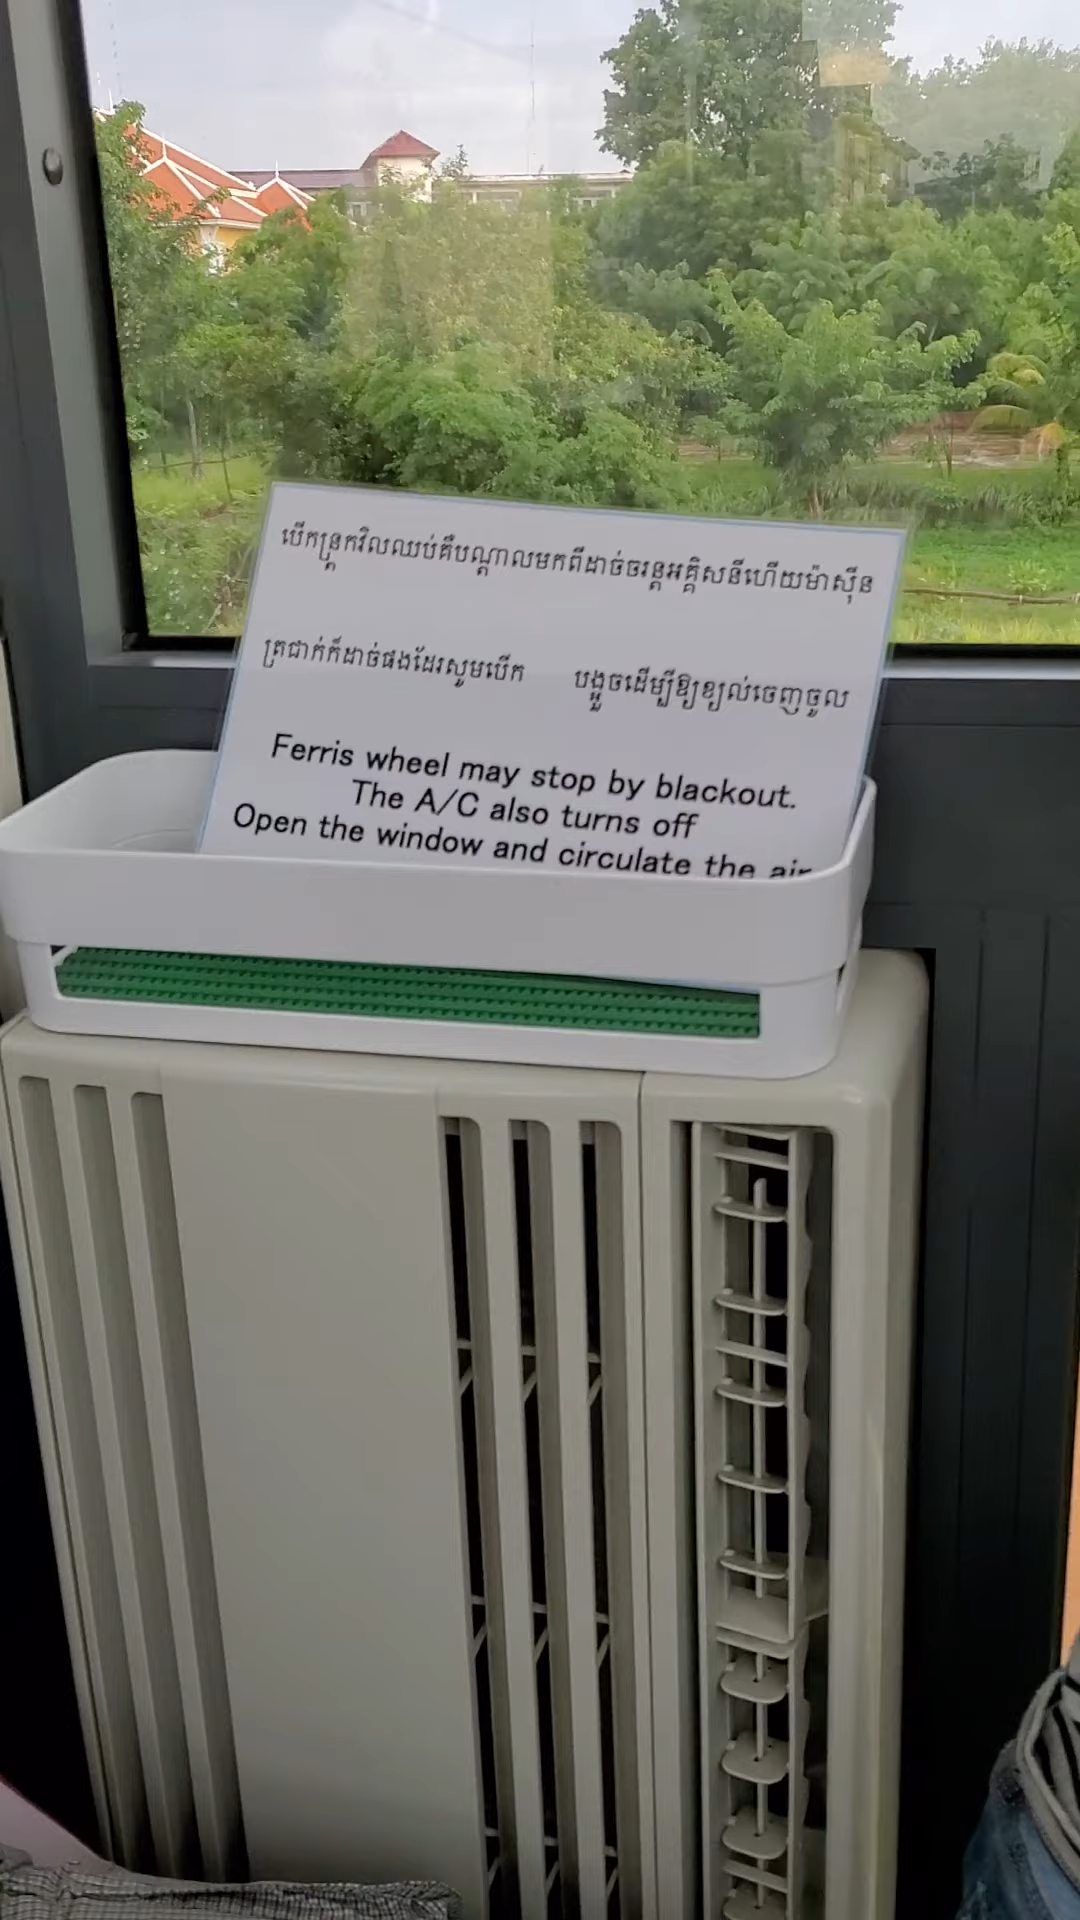 បើកន្ត្រកវិលឈប់គឺបណ្តាលមកពីដាច់ចរន្តអគ្គិសនីហើយម៉ាស៊ីន
ត្រជាក់ក៏ដាច់ផងដែរសូមបើក បង្អួចដើម្បីឱ្យខ្យល់ចេញចូល
Ferris wheel may stop by blackout.
The A/C also turns off
Open the window and circulate the air